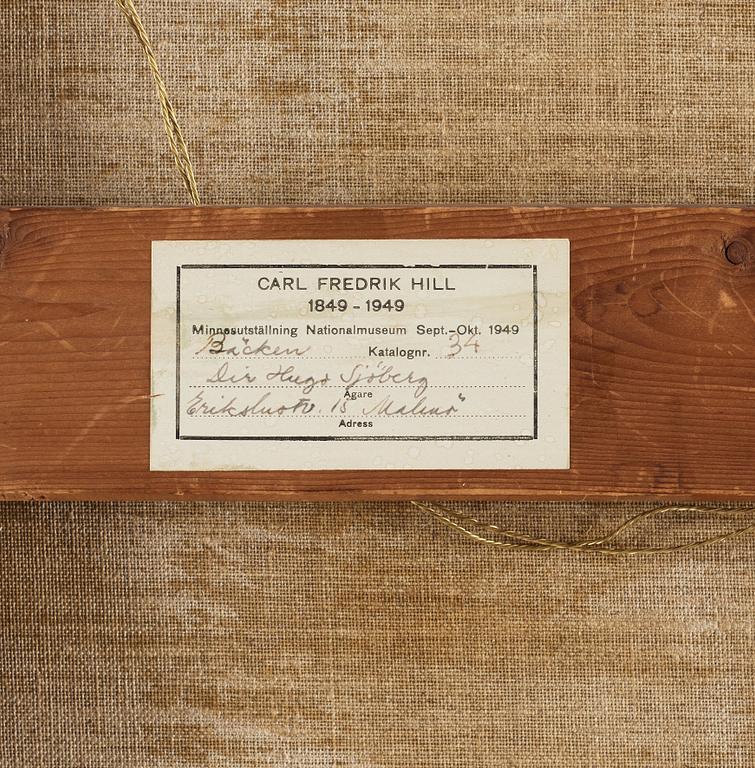 CARL FREDRIK HILL
1849 - 1949
Minnesutställning Nationalmuseum Sept.-Okt. 1949
Bäcken Katalognr. 34
Dir Hugo Sjöberg
Ägare
15 Malmö
Adress